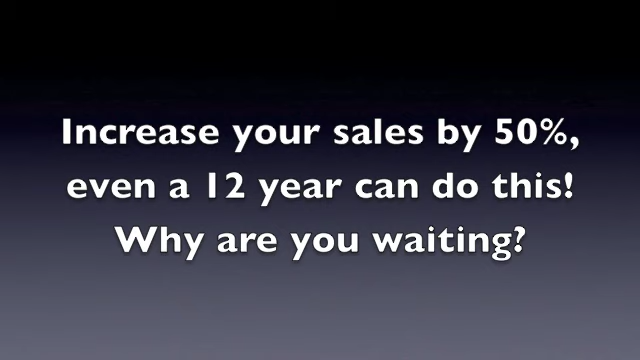 Increase your sales by 50%,
even a 12 year can do this!
Why are you waiting?